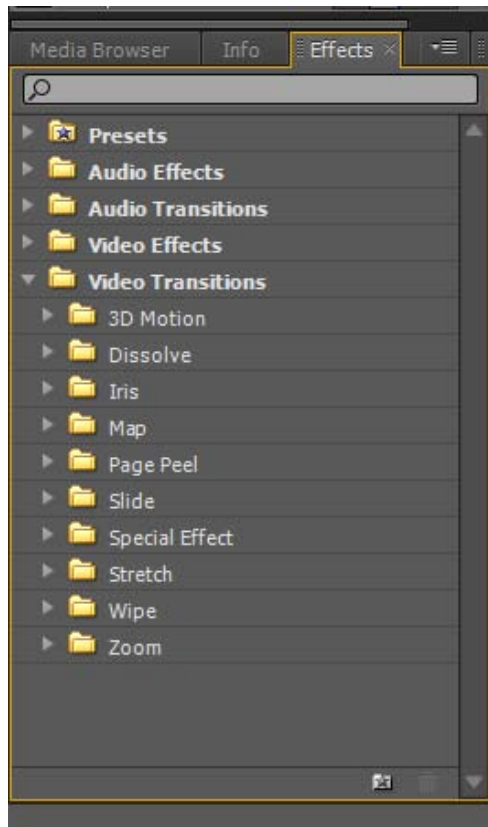 Media Browser Info Effects ×
Presets
Audio Effects
Audio Transitions
Video Effects
Video Transitions
3D Motion
Dissolve
Iris
Map
Page Peel
Slide
Special Effect
Stretch
Wipe
Zoom